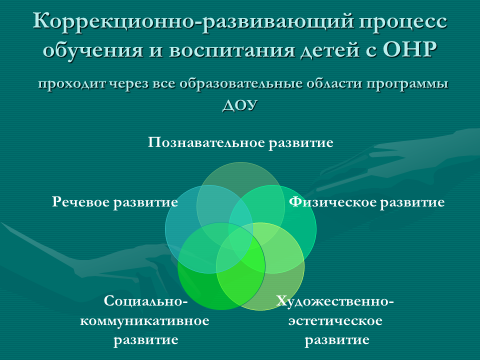 Коррекционно-развивающий процесс
обучения и воспитания детей с ОНР
проходит через все образовательные области программы
ДОУ
Познавательное развитие
Речевое развитие
Физическое развитие
Социально-
коммуникативное
развитие
Художественно-
эстетическое
развитие